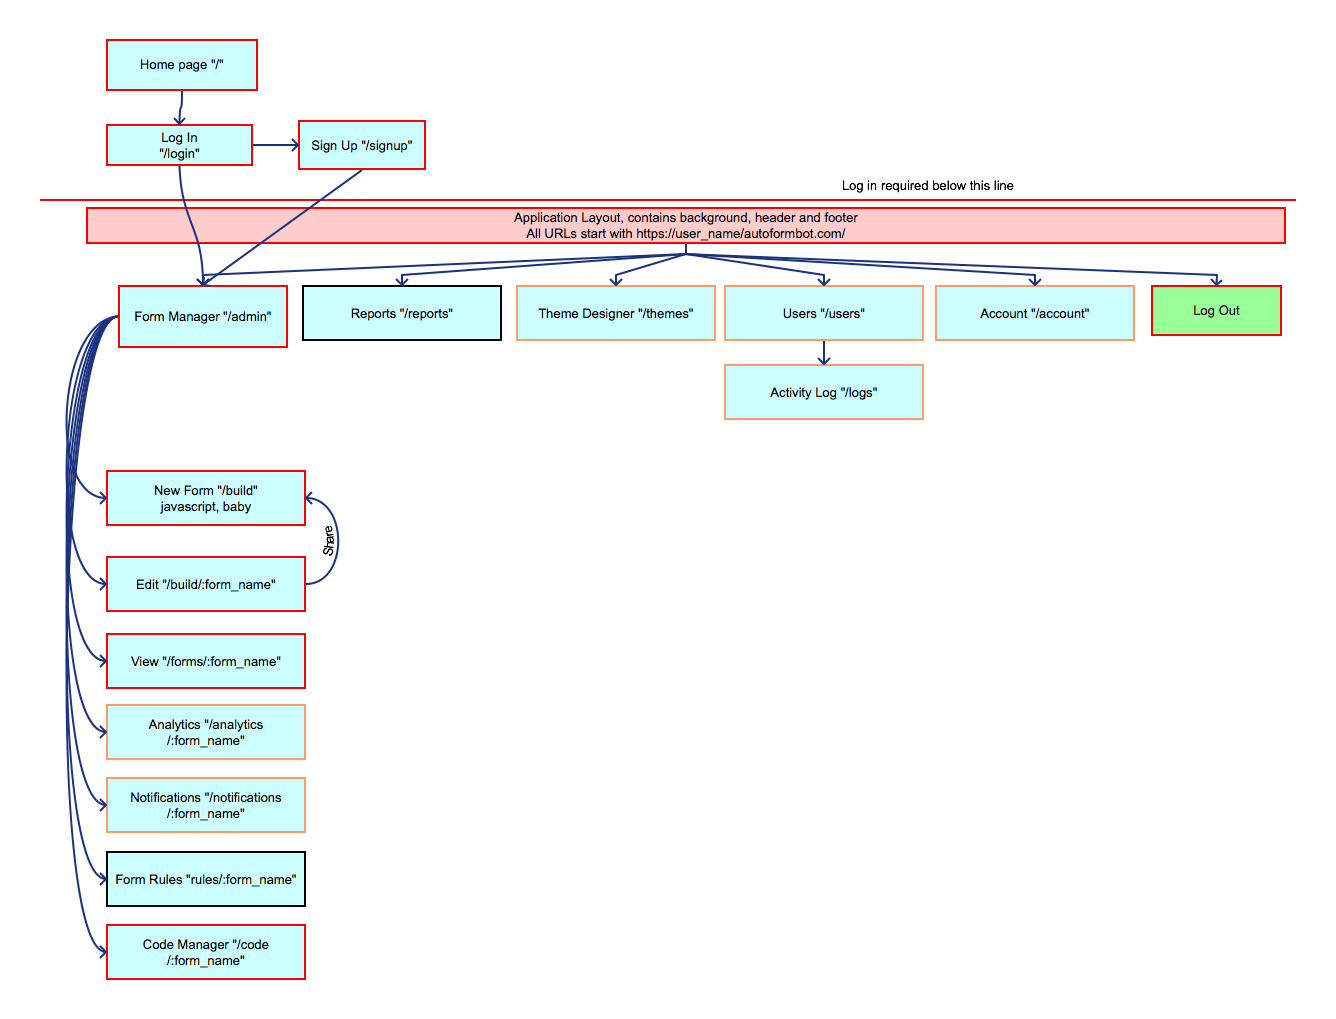 Home page "/"
Log In
"/login"
Sign Up "/signup"
Log in required below this line
Application Layout, contains background, header and footer
All URLs start with https://user_name/autoformbot.com/
Form Manager "/admin"
Reports "/reports"
Theme Designer "/themes"
Users "/users"
Account "/account"
Log Out
Activity Log "/logs"
New Form "/build"
javascript, baby
Share
Edit "/build/:form_name"
View "/forms/:form_name"
Analytics "/analytics
/:form_name"
Notifications "/notifications
/:form_name"
Form Rules "rules/:form_name"
Code Manager "/code
/:form_name"